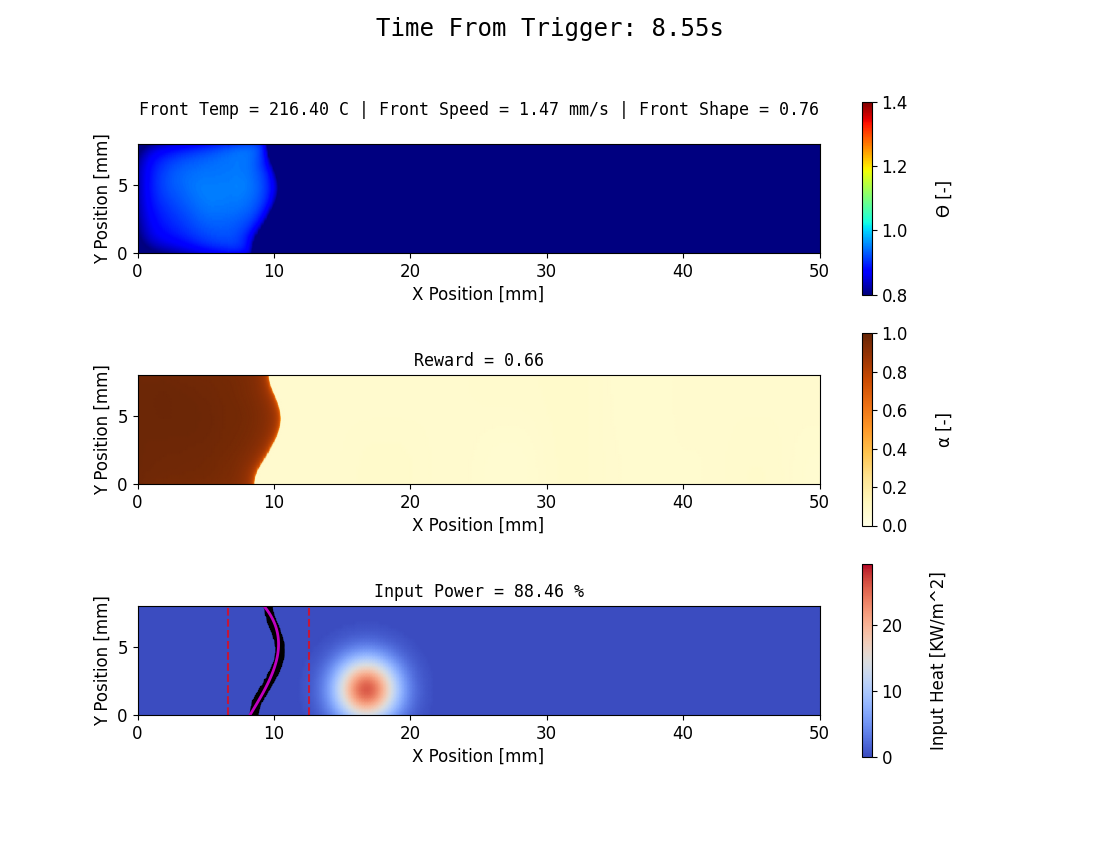 Time From Trigger: 8.55s
Front Temp = 216.40 C | Front Speed = 1.47 mm/s | Front Shape = 0.76
Y Position [mm]
5
0
0 10 20 30 40 50
X Position [mm]
1.4
1.2
1.0
0.8
Θ [-]
Reward = 0.66
Y Position [mm]
5
0
0 10 20 30 40 50
X Position [mm]
1.0
0.8
0.6
0.4
0.2
0.0
α [-]
Input Power = 88.46 %
Y Position [mm]
5
0
0 10 20 30 40 50
X Position [mm]
20
10
0
Input Heat [KW/m^2]